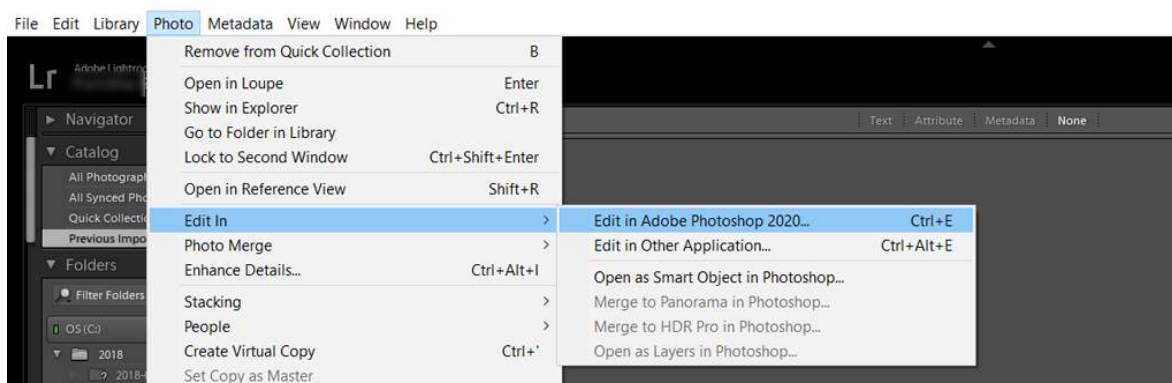 File Edit Library Photo Metadata View Window Help
Remove from Quick Collection B
Lr Adobe Lightroo
Open in Loupe Enter
Show in Explorer Ctrl+R
Navigator
Go to Folder in Library
Text Attribute Metadata None
Catalog
Lock to Second Window Ctrl+Shift+Enter
All Photograp
All Synced Pho
Open in Reference View Shift+R
Quick Collectio
Edit In >
Edit in Adobe Photoshop 2020... Ctrl+E
Previous Impo
Photo Merge >
Edit in Other Application... Ctrl+Alt+E
Folders
Enhance Details... Ctrl+Alt+I
Open as Smart Object in Photoshop...
Filter Folders
Stacking >
Merge to Panorama in Photoshop...
OS (C:)
People >
Merge to HDR Pro in Photoshop...
2018
Create Virtual Copy Ctrl+'
Open as Layers in Photoshop...
Set Copy as Master